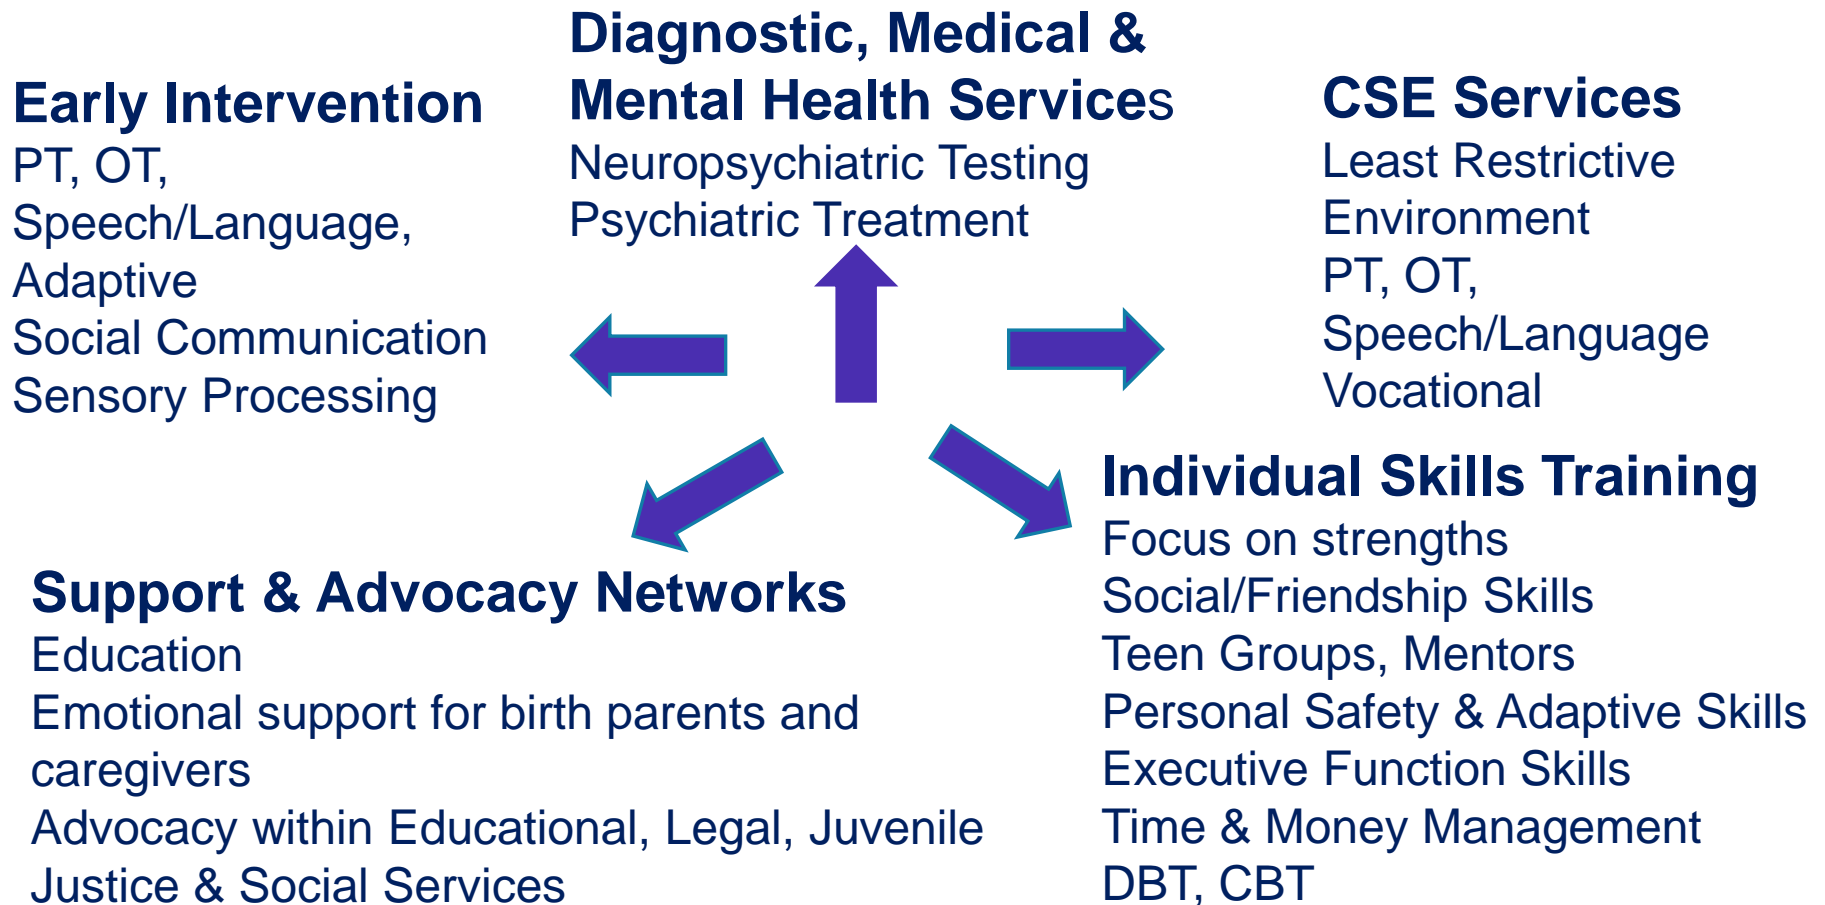 Early Intervention
PT, OT,
Speech/Language,
Adaptive
Social Communication
Sensory Processing
Diagnostic, Medical &
Mental Health Services
Neuropsychiatric Testing
Psychiatric Treatment
CSE Services
Least Restrictive
Environment
PT, OT,
Speech/Language
Vocational
Support & Advocacy Networks
Education
Emotional support for birth parents and
caregivers
Advocacy within Educational, Legal, Juvenile
Justice & Social Services
Individual Skills Training
Focus on strengths
Social/Friendship Skills
Teen Groups, Mentors
Personal Safety & Adaptive Skills
Executive Function Skills
Time & Money Management
DBT, CBT